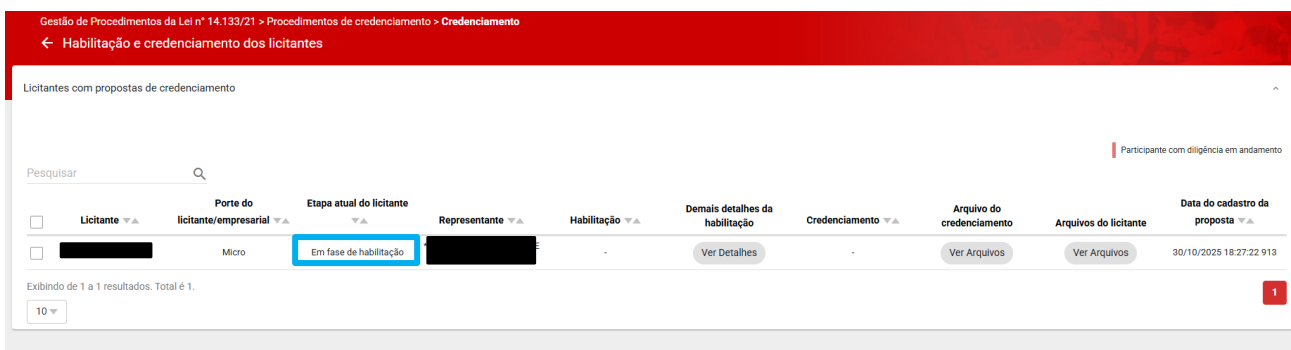 Gestão de Procedimentos da Lei n° 14.133/21 > Procedimentos de credenciamento > Credenciamento
Habilitação e credenciamento dos licitantes
Licitantes com propostas de credenciamento
Participante com diligência em andamento
Pesquisar
Licitante
Porte do
licitante/empresarial
Etapa atual do licitante
Representante
Habilitação
Demais detalhes da
habilitação
Credenciamento
Arquivo do
credenciamento
Arquivos do licitante
Data do cadastro da
proposta
Micro Em fase de habilitação E - Ver Detalhes - Ver Arquivos Ver Arquivos 30/10/2025 18:27:22 913
Exibindo de 1 a 1 resultados. Total é 1.
1
10